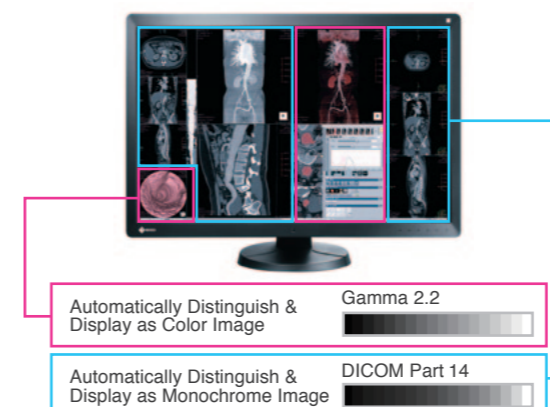 Automatically Distinguish &
Display as Color Image
Gamma 2.2
Automatically Distinguish &
Display as Monochrome Image
DICOM Part 14